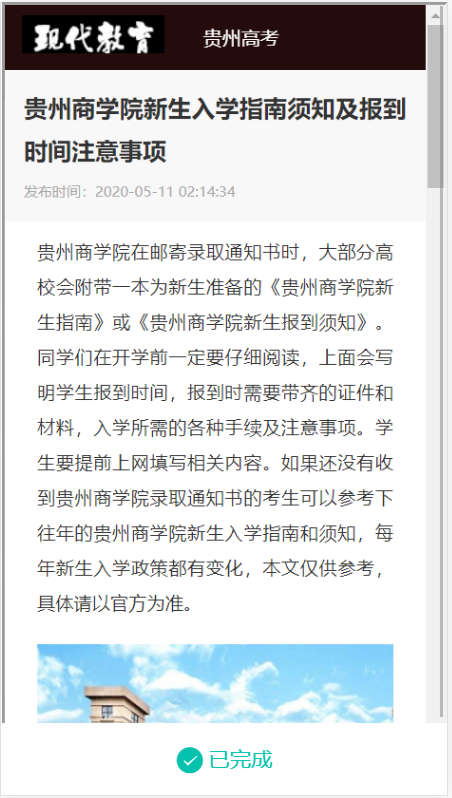 现代教育
贵州高考
贵州商学院新生入学指南须知及报到
时间注意事项
发布时间：2020-05-11 02:14:34
贵州商学院在邮寄录取通知书时，大部分高
校会附带一本为新生准备的《贵州商学院新
生指南》或《贵州商学院新生报到须知》。
同学们在开学前一定要仔细阅读，上面会写
明学生报到时间，报到时需要带齐的证件和
材料，入学所需的各种手续及注意事项。学
生要提前上网填写相关内容。如果还没有收
到贵州商学院录取通知书的考生可以参考下
往年的贵州商学院新生入学指南和须知，每
年新生入学政策都有变化，本文仅供参考，
具体请以官方为准。
已完成